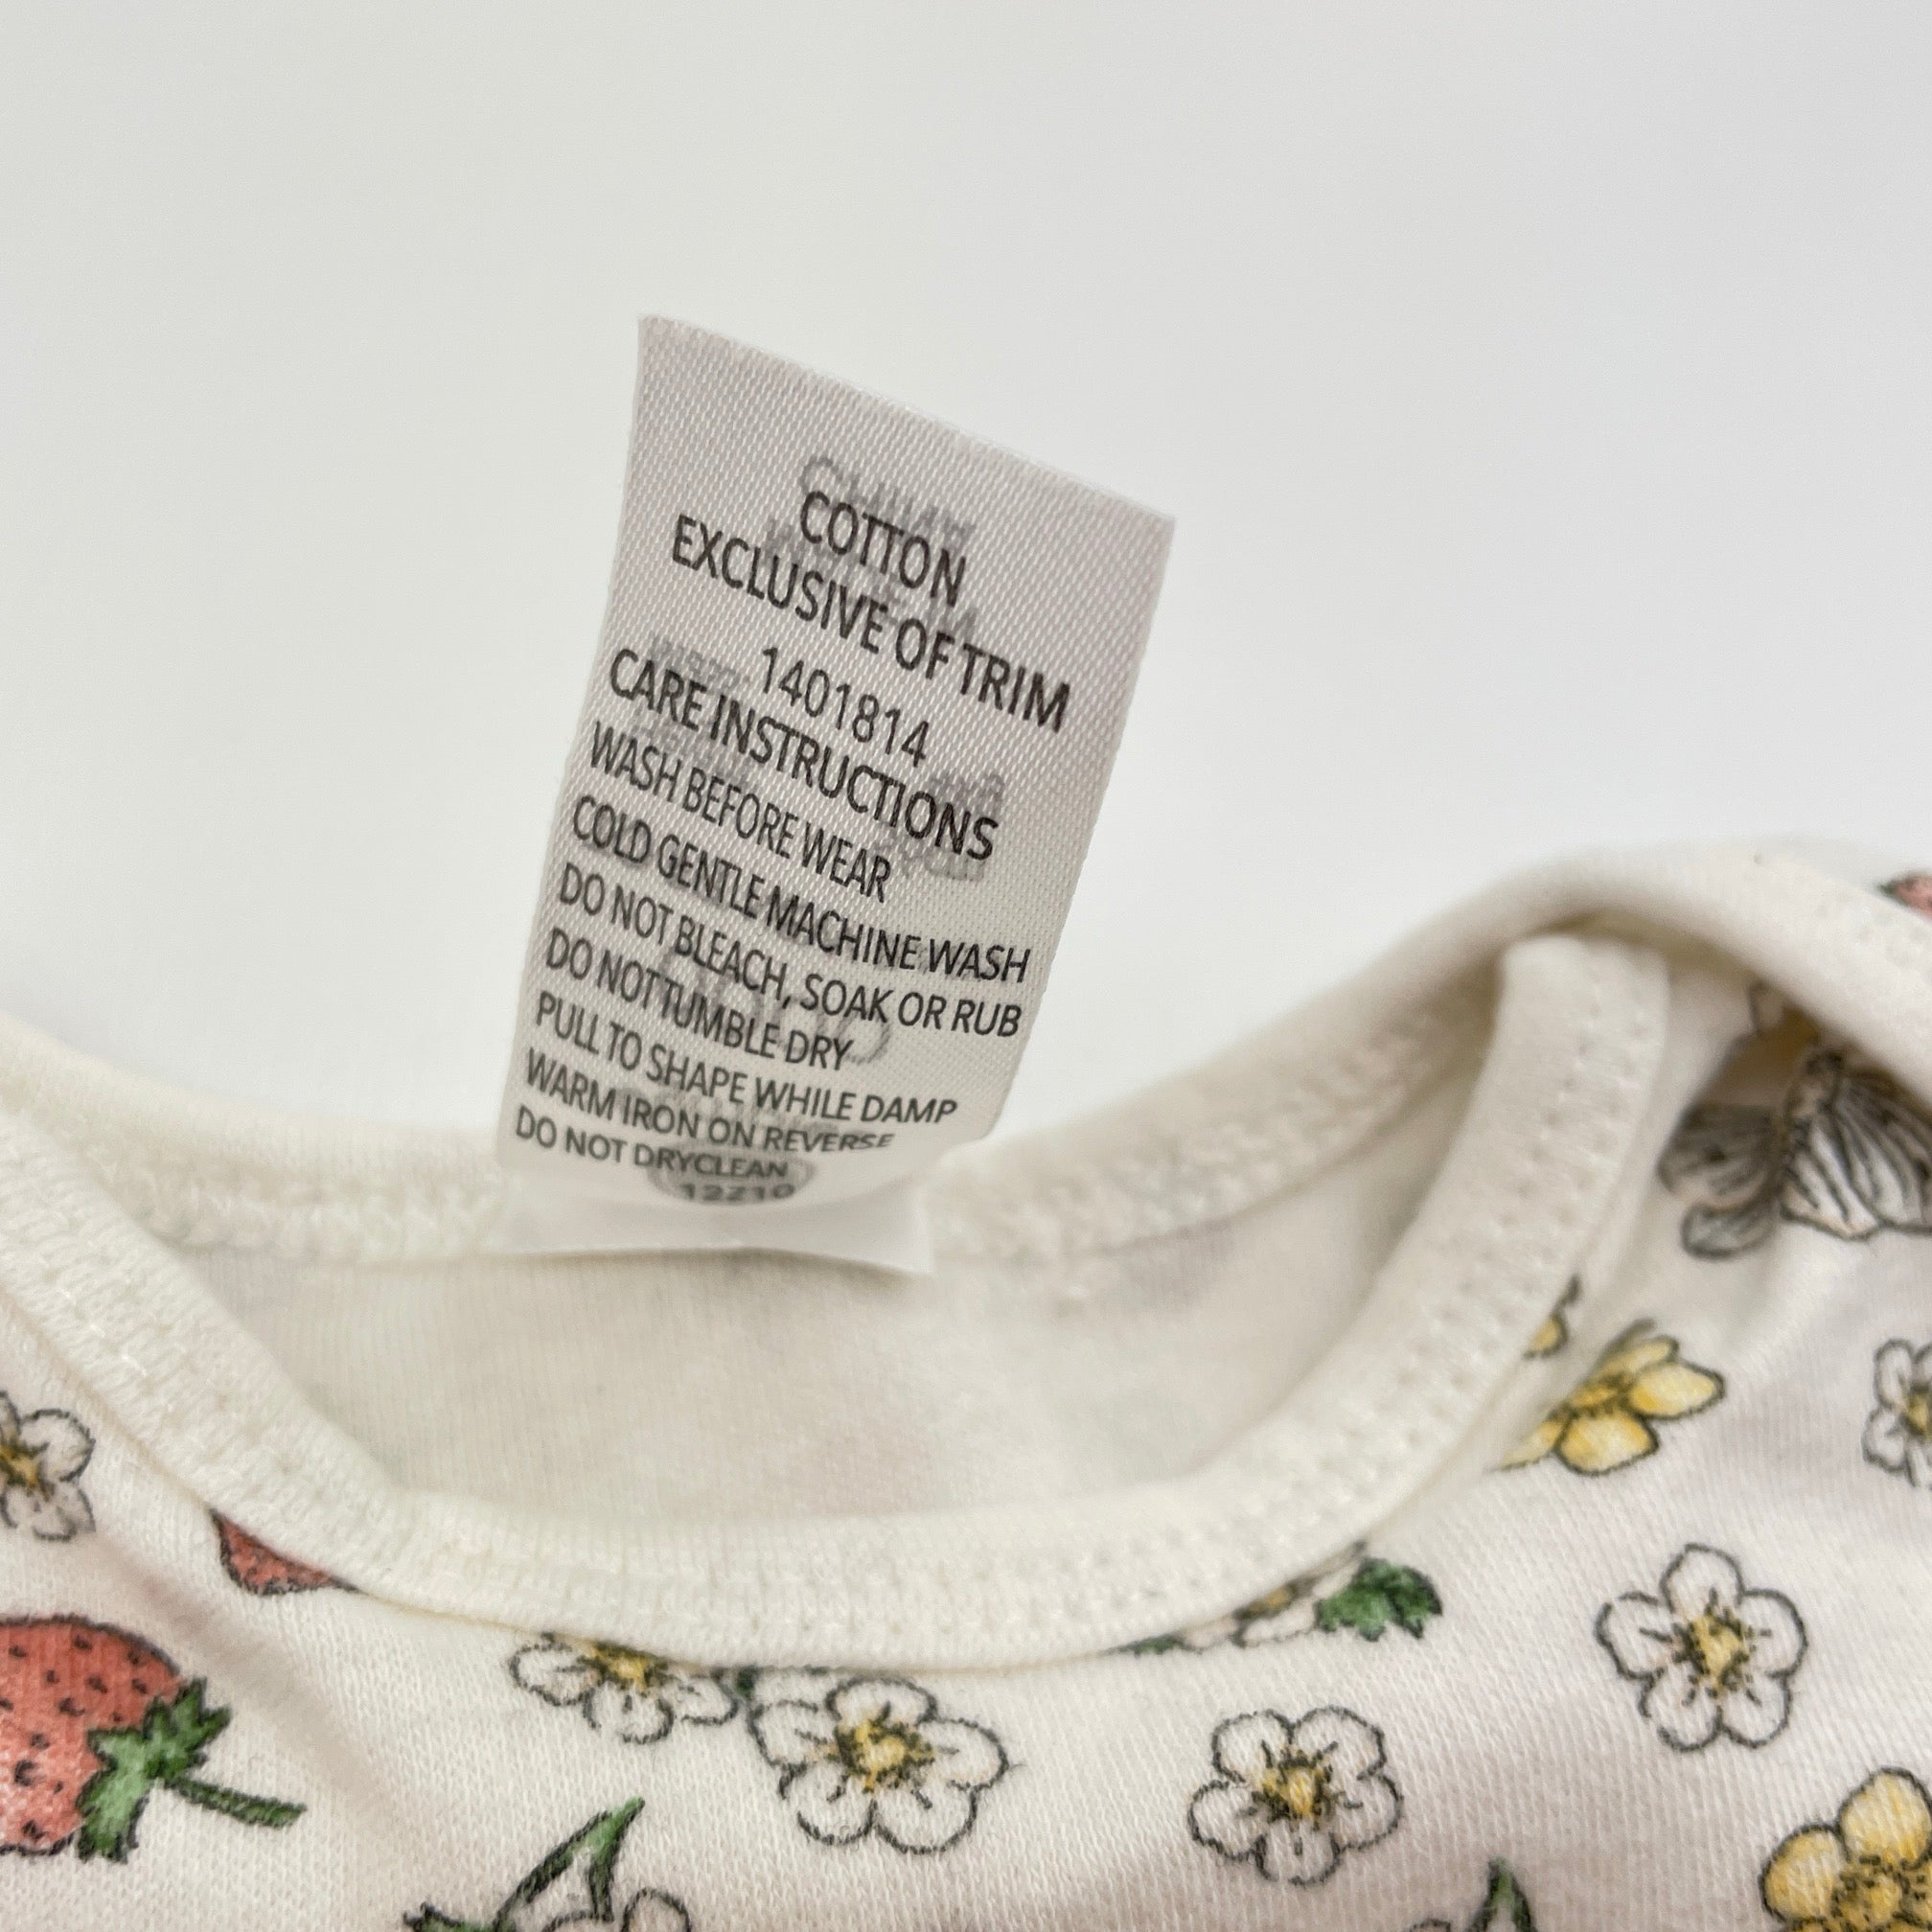 COTTON
EXCLUSIVE OF TRIM
1401814
CARE INSTRUCTIONS
WASH BEFORE WEAR
COLD GENTLE MACHINE WASH
DO NOT BLEACH, SOAK OR RUB
DO NOT TUMBLE DRY
PULL TO SHAPE WHILE DAMP
WARM IRON ON REVERSE
DO NOT DRYCLEAN
12210